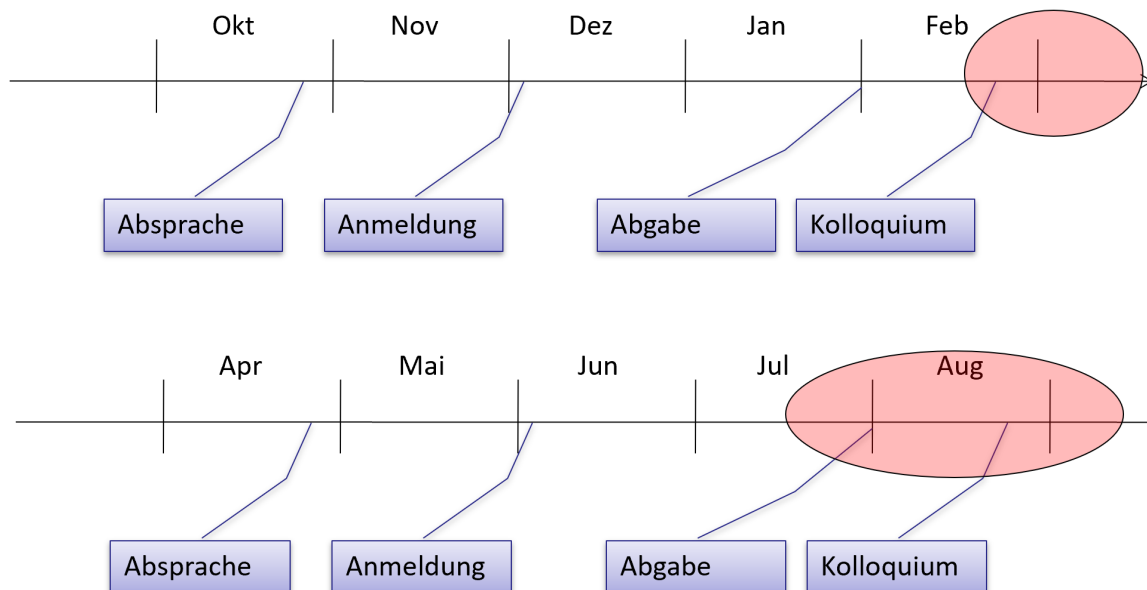 Okt Nov Dez Jan Feb
Absprache Anmeldung Abgabe Kolloquium
Apr Mai Jun Jul Aug
Absprache Anmeldung Abgabe Kolloquium